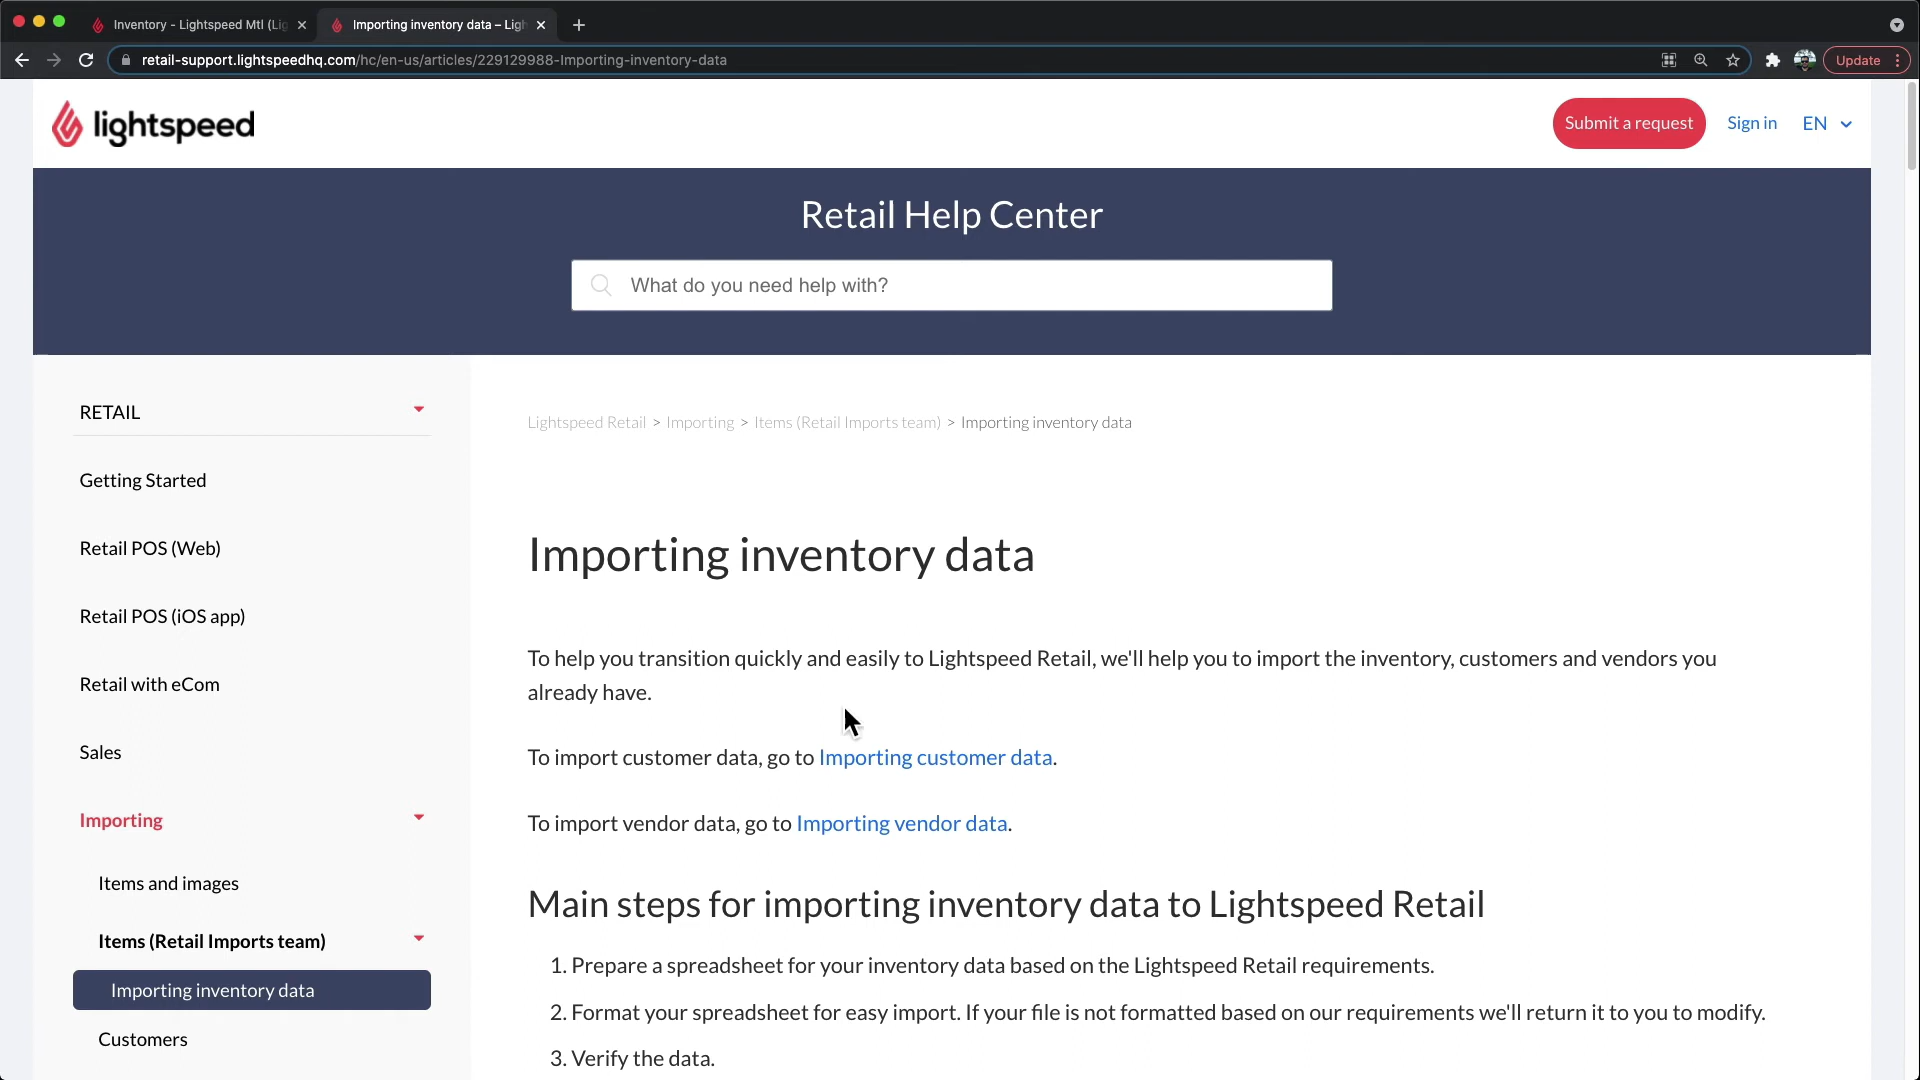 Inventory - Lightspeed Mtl (Lig
Importing inventory data – Ligh
retail-support.lightspeedhq.com/hc/en-us/articles/229129988-Importing-inventory-data
Update
lightspeed
Submit a request
Sign in
EN
Retail Help Center
What do you need help with?
RETAIL
Getting Started
Retail POS (Web)
Retail POS (iOS app)
Retail with eCom
Sales
Importing
Items and images
Items (Retail Imports team)
Importing inventory data
Customers
Lightspeed Retail > Importing > Items (Retail Imports team) > Importing inventory data
Importing inventory data
To help you transition quickly and easily to Lightspeed Retail, we'll help you to import the inventory, customers and vendors you
already have.
To import customer data, go to Importing customer data.
To import vendor data, go to Importing vendor data.
Main steps for importing inventory data to Lightspeed Retail
1. Prepare a spreadsheet for your inventory data based on the Lightspeed Retail requirements.
2. Format your spreadsheet for easy import. If your file is not formatted based on our requirements we'll return it to you to modify.
3. Verify the data.